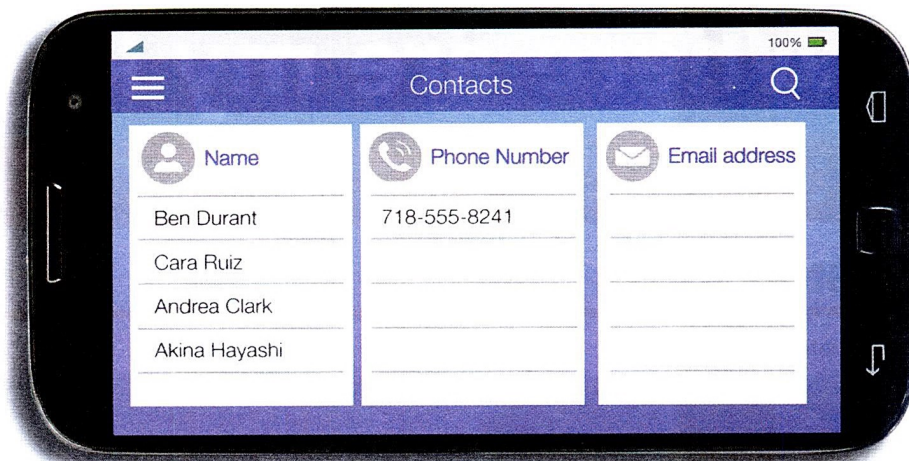 100%
Contacts
Name
Phone Number
Email address
Ben Durant
718-555-8241
Cara Ruiz
Andrea Clark
Akina Hayashi